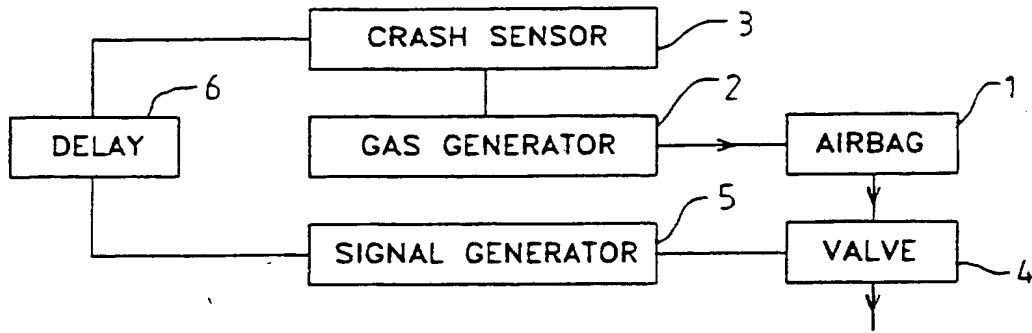 CRASH SENSOR
3
6
2
1
DELAY
GAS GENERATOR
AIRBAG
5
SIGNAL GENERATOR
VALVE
4